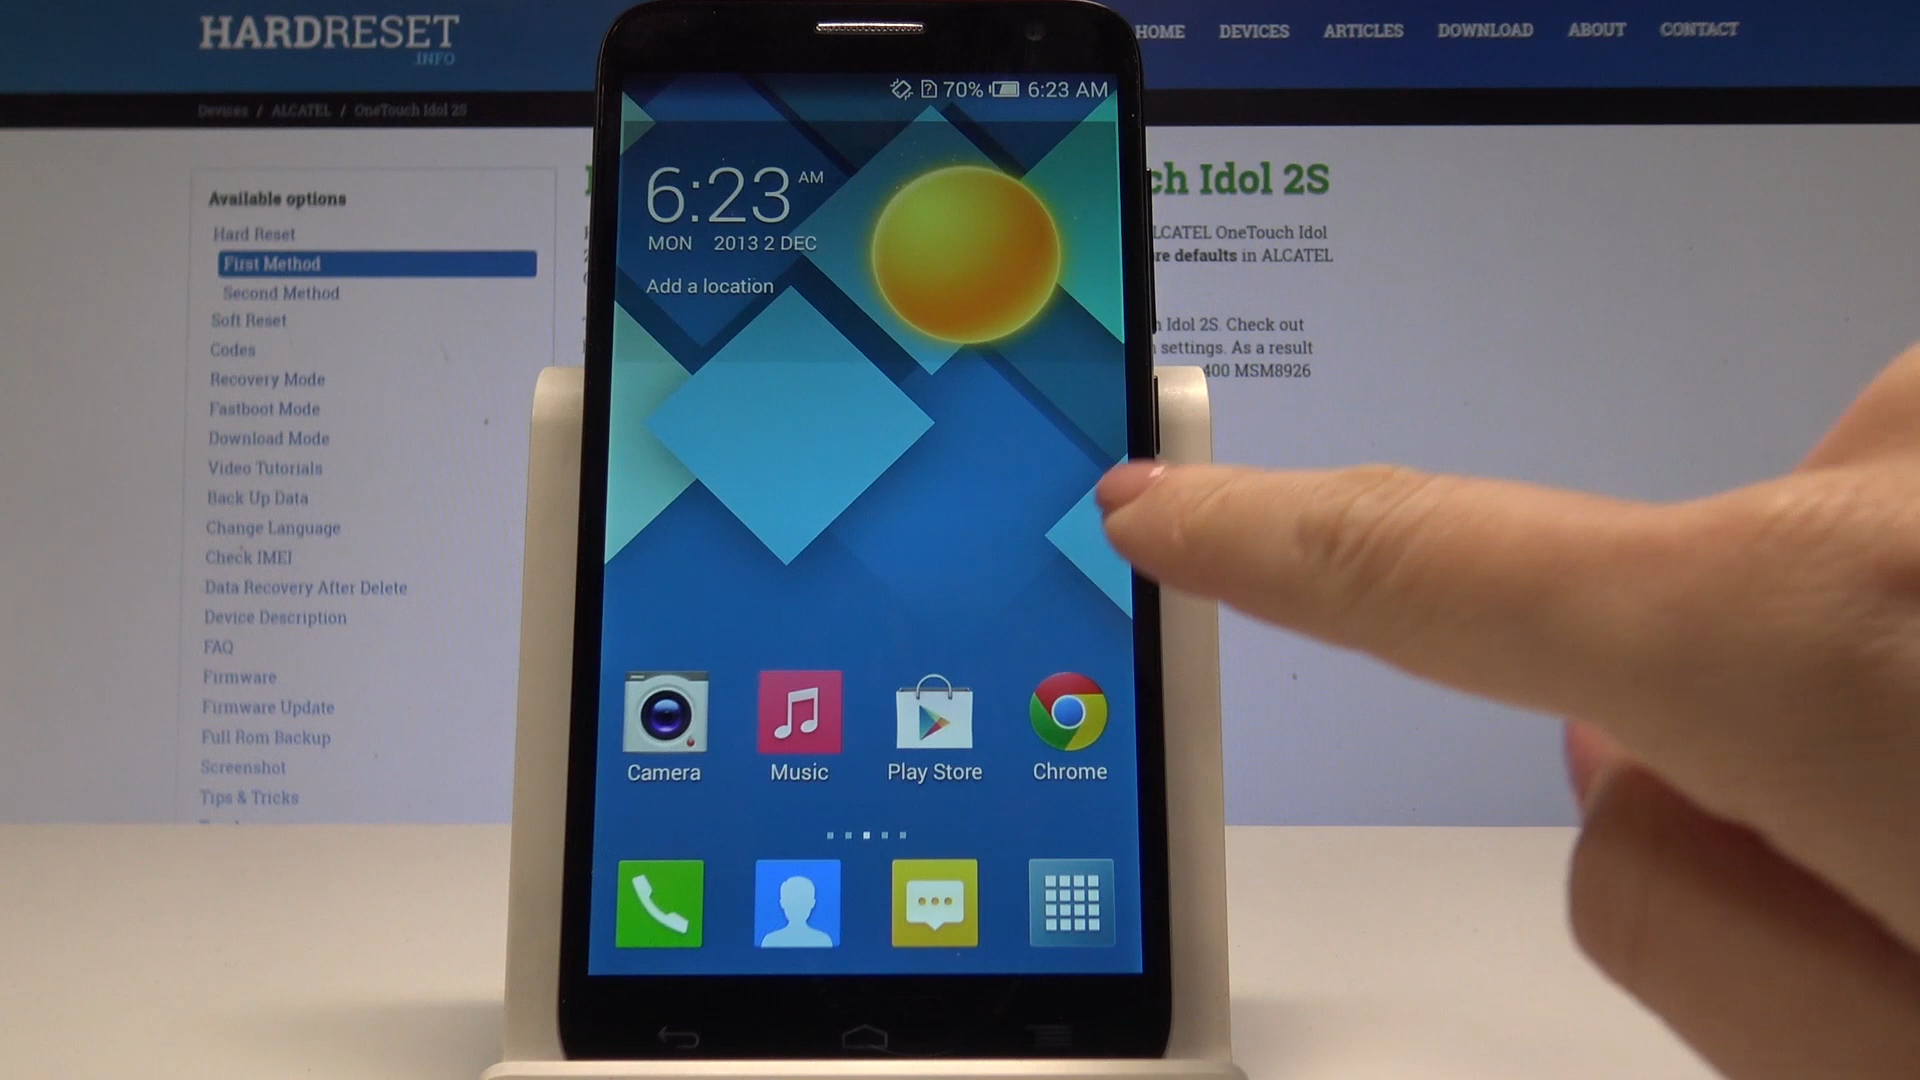 HARDRESET
.INFO
HOME DEVICES ARTICLES DOWNLOAD ABOUT CONTACT
Devices / ALCATEL / OneTouch Idol 2S
Available options
Hard Reset
First Method
Second Method
Soft Reset
Codes
Recovery Mode
Fastboot Mode
Download Mode
Video Tutorials
Back Up Data
Change Language
Check IMEI
Data Recovery After Delete
Device Description
FAQ
Firmware
Firmware Update
Full Rom Backup
Screenshot
Tips & Tricks
70% 6:23 AM
6:23 AM
MON 2013 2 DEC
Add a location
Camera
Music
Play Store
Chrome
ch Idol 2S
LCATEL OneTouch Idol
re defaults in ALCATEL
Idol 2S. Check out
settings. As a result
400 MSM8926